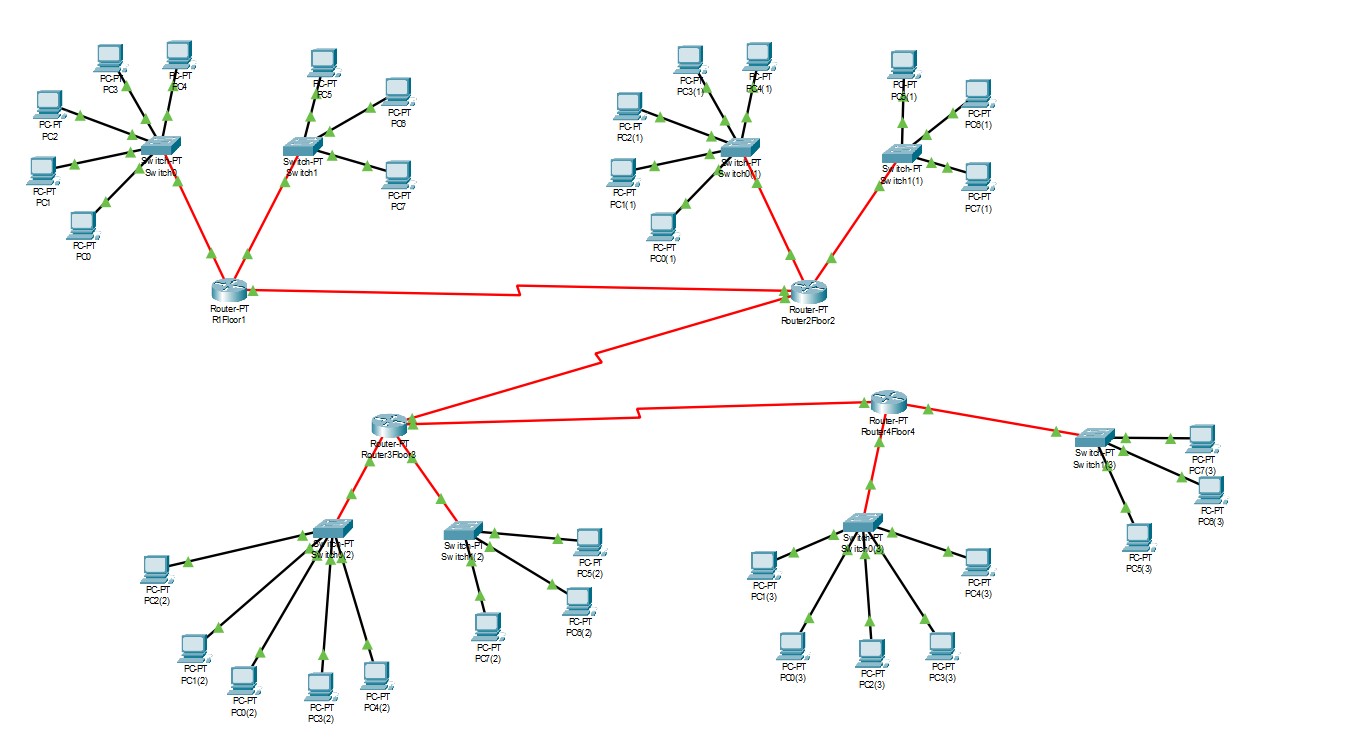 PC-PT
PC3
PC-PT
PC4
PC-PT
PC2
PC-PT
PC1
PC-PT
PC0
Switch-PT
Switch0
PC-PT
PC5
PC-PT
PC6
PC-PT
PC7
Switch-PT
Switch1
Router-PT
R1Floor1
PC-PT
PC3(1)
PC-PT
PC4(1)
PC-PT
PC2(1)
PC-PT
PC1(1)
PC-PT
PC0(1)
Switch-PT
Switch0(1)
PC-PT
PC5(1)
PC-PT
PC6(1)
PC-PT
PC7(1)
Switch-PT
Switch1(1)
Router-PT
Router2Floor2
Router-PT
Router3Floor3
Switch-PT
Switch0(2)
PC-PT
PC2(2)
PC-PT
PC1(2)
PC-PT
PC0(2)
PC-PT
PC3(2)
PC-PT
PC4(2)
Switch-PT
Switch1(2)
PC-PT
PC5(2)
PC-PT
PC6(2)
PC-PT
PC7(2)
Router-PT
Router4Floor4
Switch-PT
Switch0(3)
PC-PT
PC1(3)
PC-PT
PC0(3)
PC-PT
PC2(3)
PC-PT
PC3(3)
PC-PT
PC4(3)
Switch-PT
Switch1(3)
PC-PT
PC7(3)
PC-PT
PC6(3)
PC-PT
PC5(3)